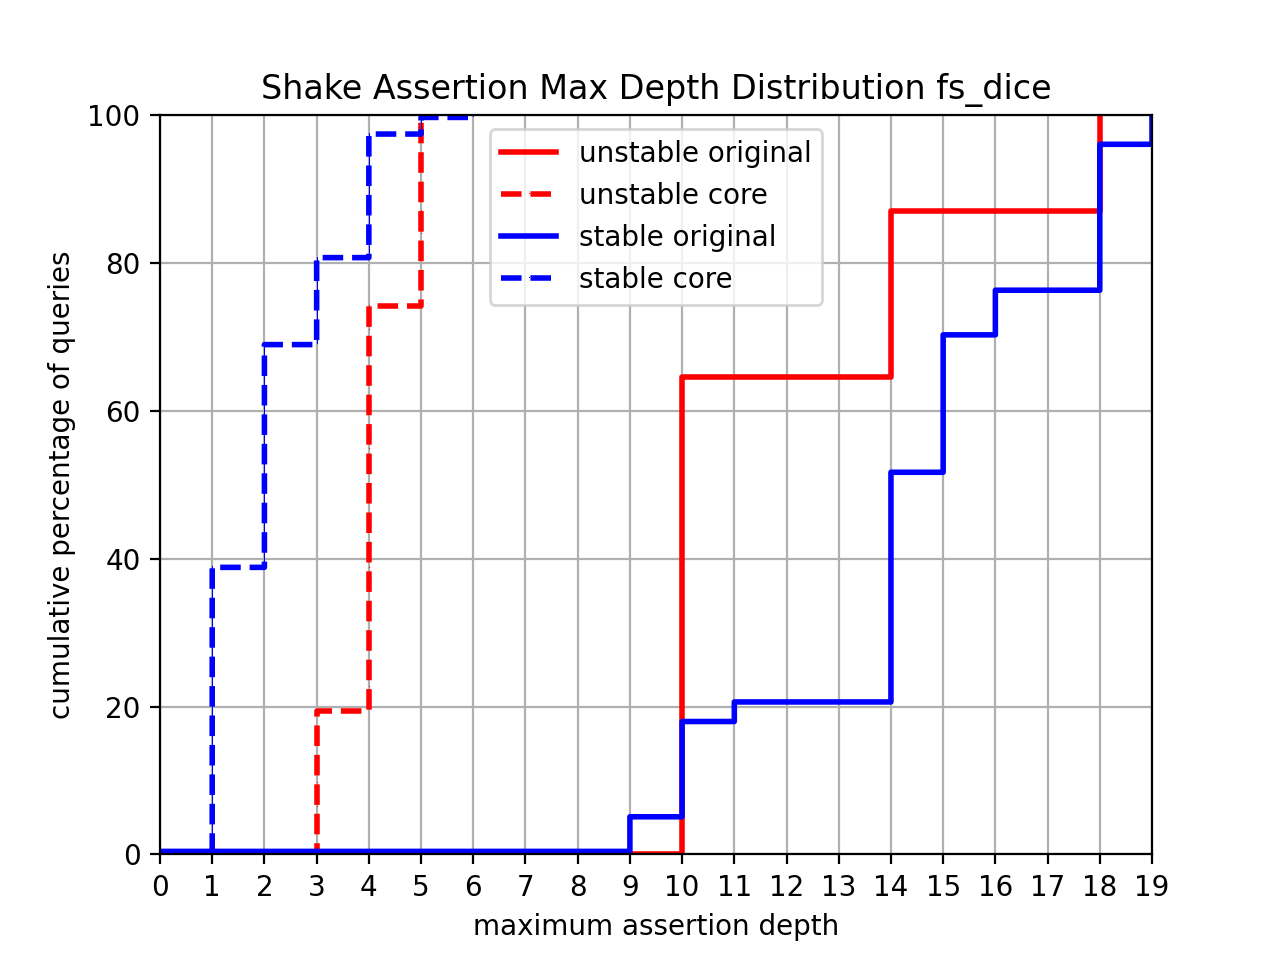 Shake Assertion Max Depth Distribution fs_dice
100
80
60
40
20
0
cumulative percentage of queries
unstable original
unstable core
stable original
stable core
0 1 2 3 4 5 6 7 8 9 10 11 12 13 14 15 16 17 18 19
maximum assertion depth